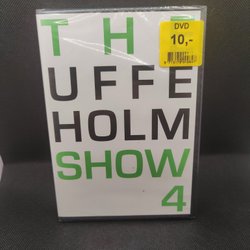 THE
DVD
10,-
UFFE
HOLM
SHOW
4